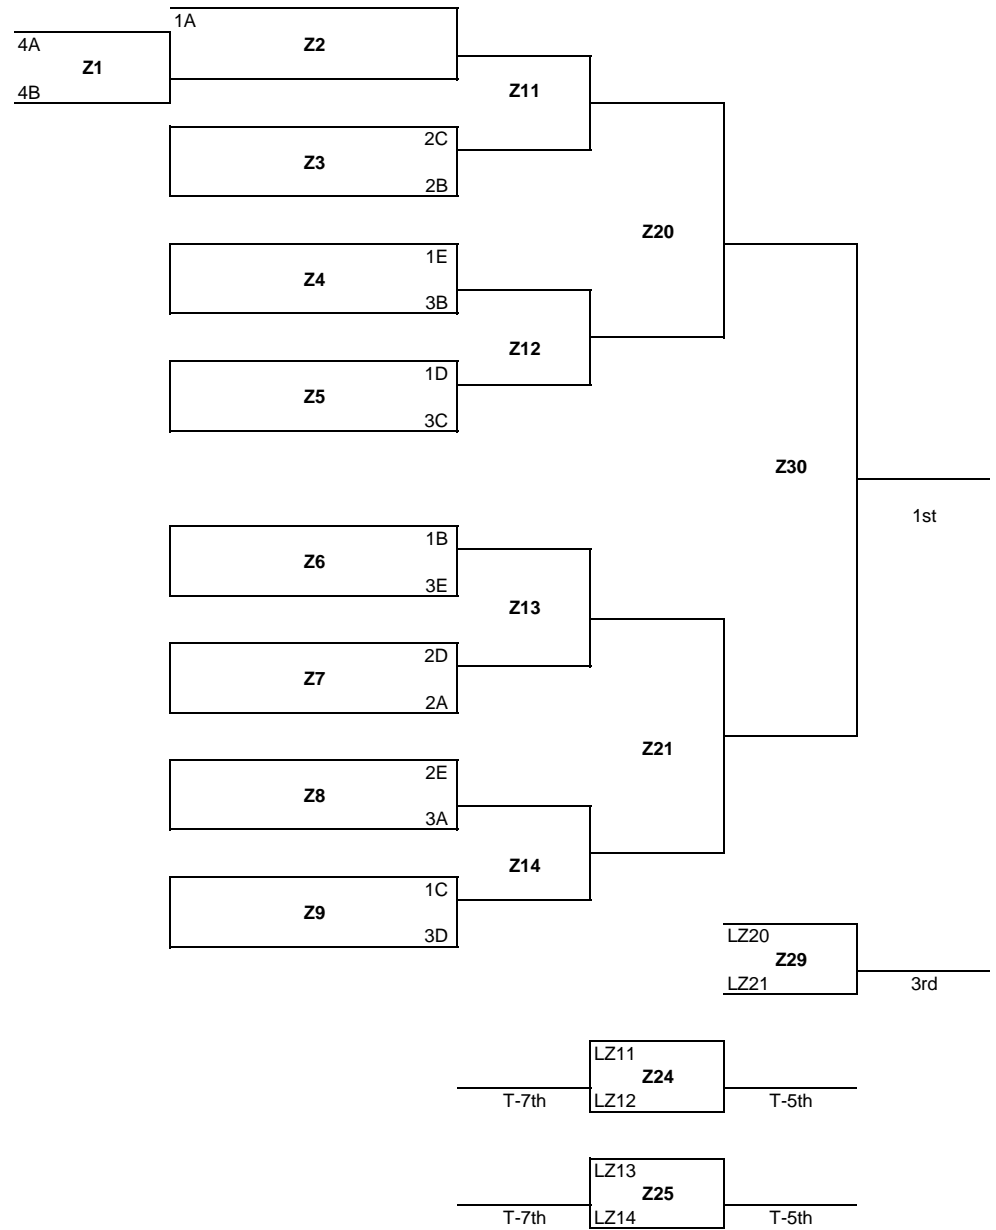 1A
Z2
4A
Z1
4B
Z11
2C
Z3
2B
Z20
1E
Z4
3B
Z12
1D
Z5
3C
Z30
1st
1B
Z6
3E
Z13
2D
Z7
2A
Z21
2E
Z8
3A
Z14
1C
Z9
3D
LZ20
Z29
LZ21
3rd
LZ11
Z24
T-7th LZ12 T-5th
LZ13
Z25
T-7th LZ14 T-5th